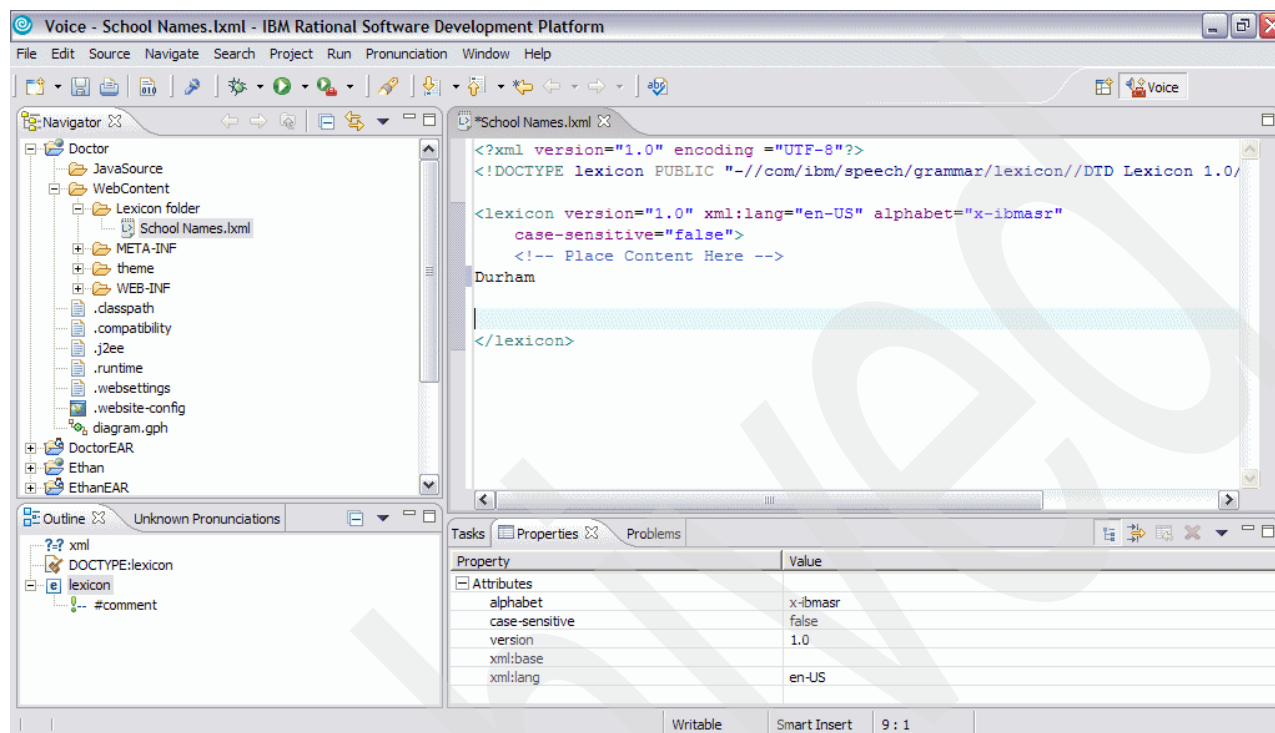 Voice - School Names.lxml - IBM Rational Software Development Platform
File Edit Source Navigate Search Project Run Pronunciation Window Help
Voice
Navigator
*School Names.lxml
Doctor
JavaSource
WebContent
Lexicon folder
School Names.lxml
META-INF
theme
WEB-INF
.classpath
.compatibility
.j2ee
.runtime
.websettings
.website-config
diagram.gph
DoctorEAR
Ethan
EthanEAR
<?xml version="1.0" encoding ="UTF-8"?>
<!DOCTYPE lexicon PUBLIC "-//com/ibm/speech/grammar/lexicon//DTD Lexicon 1.0/
<lexicon version="1.0" xml:lang="en-US" alphabet="x-ibmasr"
case-sensitive="false">
<!-- Place Content Here -->
Durham
</lexicon>
Outline Unknown Pronunciations
?=? xml
DOCTYPE:lexicon
e lexicon
!-- #comment
Tasks Properties Problems
Property Value
Attributes
alphabet x-ibmasr
case-sensitive false
version 1.0
xml:base
xml:lang en-US
Writable Smart Insert 9 : 1